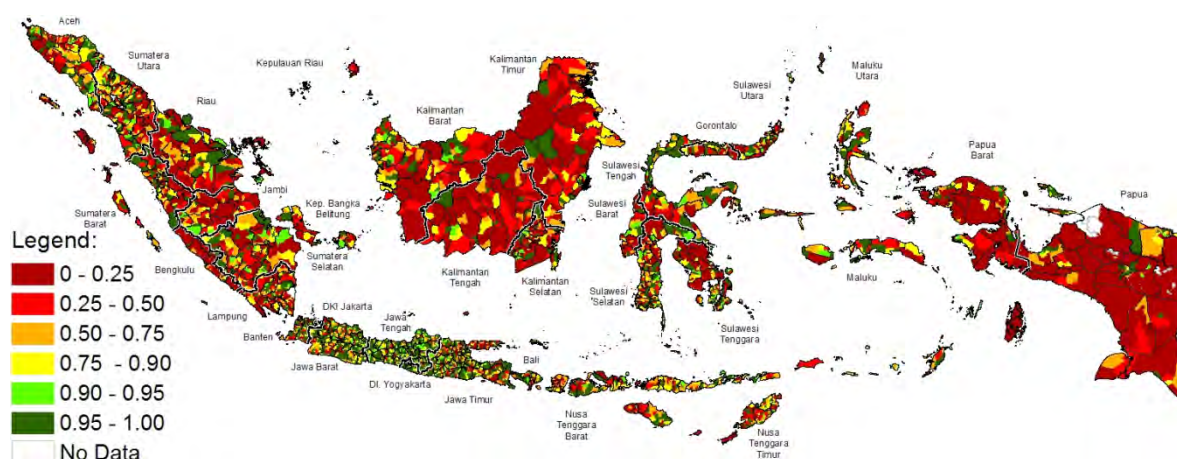 Aceh
Sumatera
Utara
Kepulauan Riau
Riau
Kalimantan
Timur
Kalimantan
Barat
Sulawesi
Utara
Maluku
Utara
Gorontalo
Papua
Barat
Papua
Sulawesi
Tengah
Jambi
Kep. Bangka
Belitung
Sulawesi
Barat
Sumatera
Barat
Legend:
0 - 0.25
0.25 - 0.50
0.50 - 0.75
0.75 - 0.90
0.90 - 0.95
0.95 - 1.00
No Data
Bengkulu
Sumatera
Selatan
Kalimantan
Tengah
Kalimantan
Selatan
Sulawesi
Selatan
Maluku
Lampung
DKI Jakarta
Jawa
Tengah
Sulawesi
Tenggara
Banten
Bali
Jawa Barat
DI. Yogyakarta
Jawa Timur
Nusa
Tenggara
Barat
Nusa
Tenggara
Timur